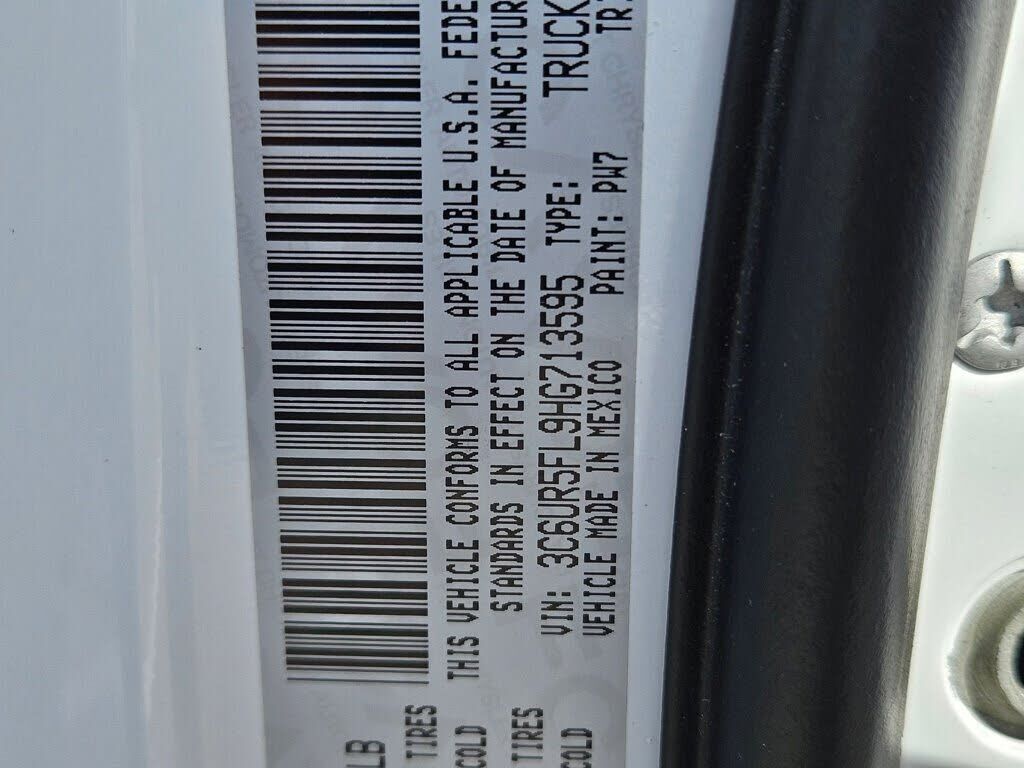 LB
TIRES
COLD
TIRES
COLD
THIS VEHICLE CONFORMS TO ALL APPLICABLE U.S.A. FEDE
STANDARDS IN EFFECT ON THE DATE OF MANUFACTUR
VIN: 3C6UR5FL9HG713595 TYPE: TRUCK
VEHICLE MADE IN MEXICO PAINT: PW7